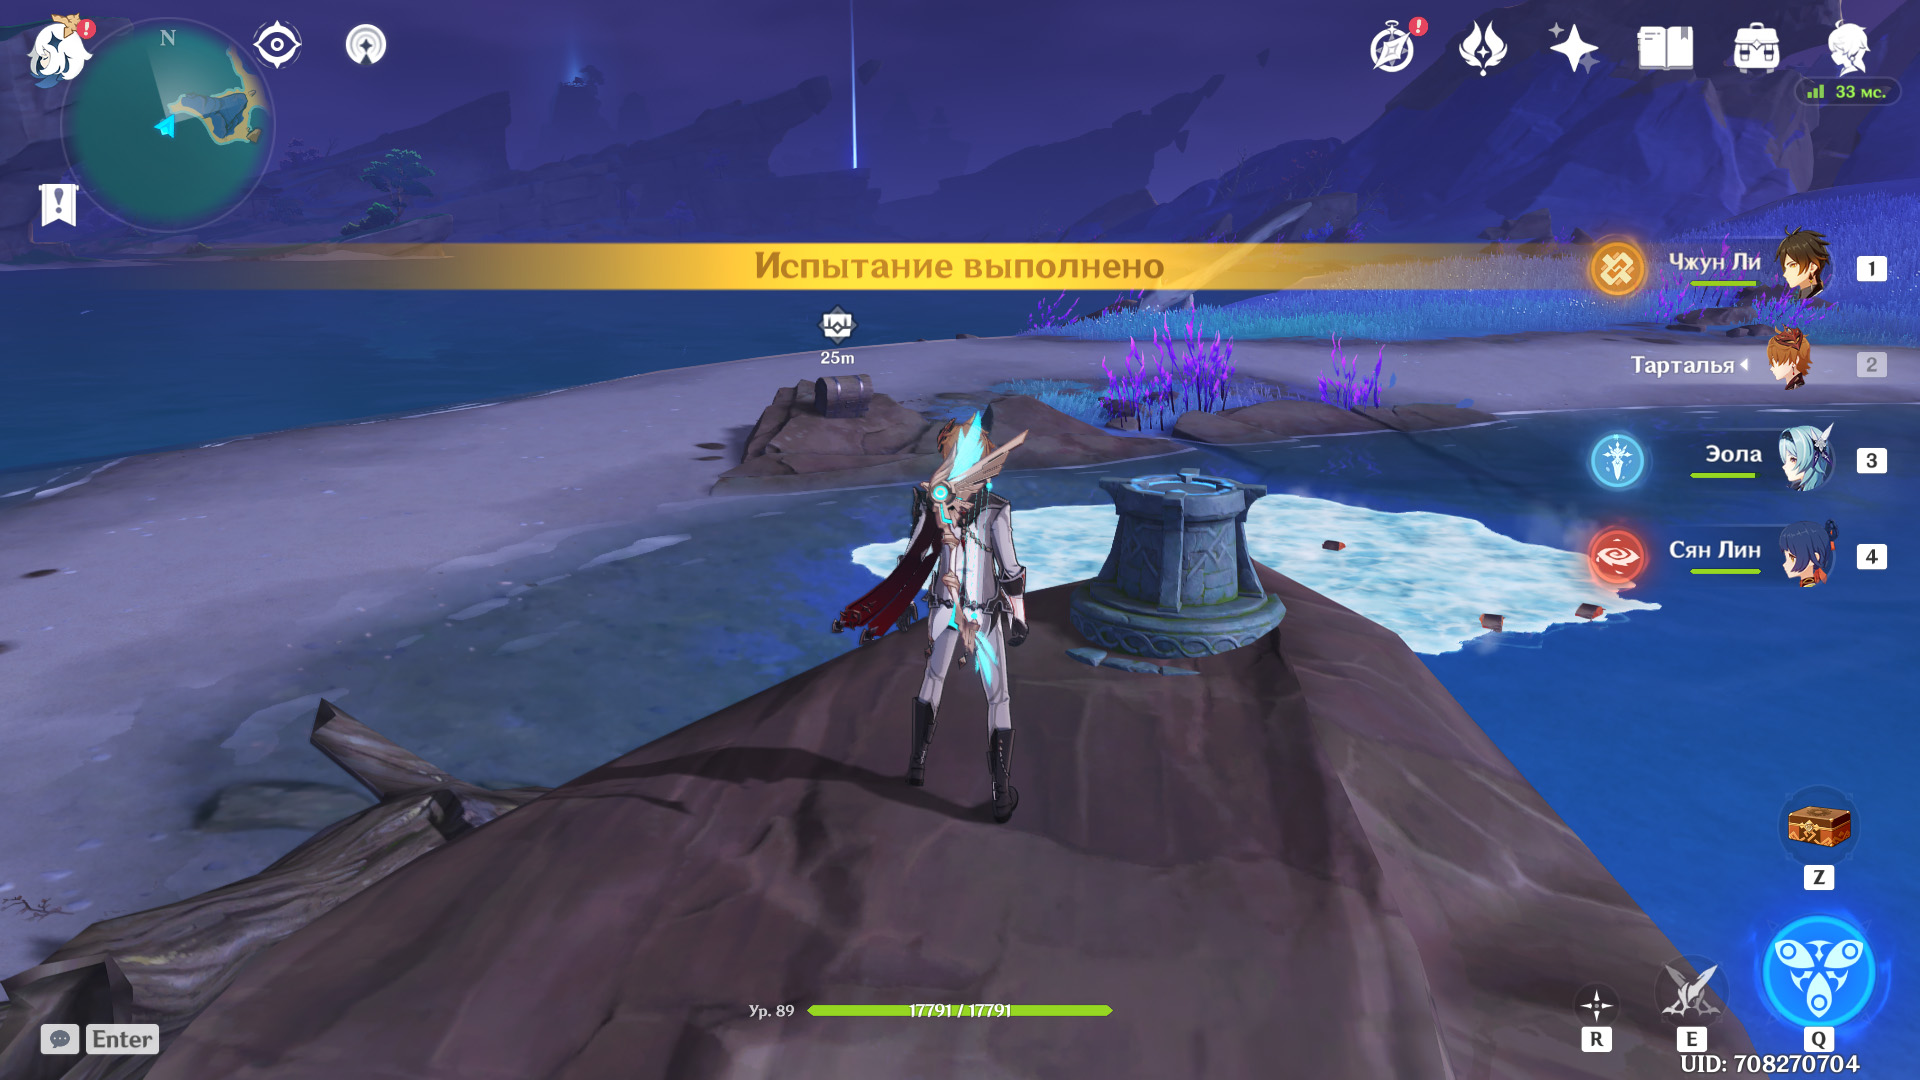 N
33 мс.
Испытание выполнено
Чжун Ли
1
25m
Тарталья
2
Эола
3
Сян Лин
4
Z
Ур. 89
17791 / 17791
Enter
R
E
Q
UID: 708270704